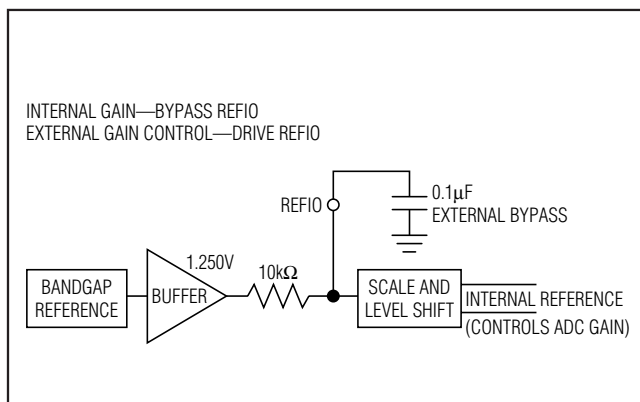 INTERNAL GAIN—BYPASS REFIO
EXTERNAL GAIN CONTROL—DRIVE REFIO
REFIO
0.1μF
EXTERNAL BYPASS
1.250V
10kΩ
BANDGAP
REFERENCE
BUFFER
SCALE AND
LEVEL SHIFT
INTERNAL REFERENCE
(CONTROLS ADC GAIN)